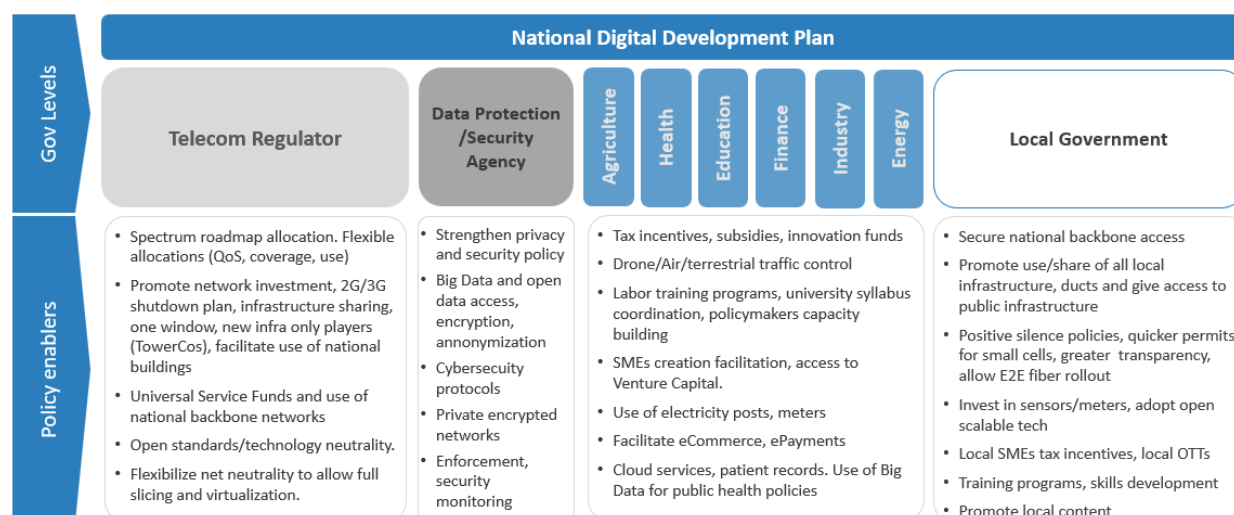 National Digital Development Plan
Gov Levels
Telecom Regulator
Data Protection
/Security
Agency
Agriculture
Health
Education
Finance
Industry
Energy
Local Government
Policy enablers
• Spectrum roadmap allocation. Flexible
allocations (QoS, coverage, use)
• Promote network investment, 2G/3G
shutdown plan, infrastructure sharing,
one window, new infra only players
(TowerCos), facilitate use of national
buildings
• Universal Service Funds and use of
national backbone networks
• Open standards/technology neutrality.
• Flexibilize net neutrality to allow full
slicing and virtualization.
• Strengthen privacy
and security policy
• Big Data and open
data access,
encryption,
annonymization
• Cybersecuity
protocols
• Private encrypted
networks
• Enforcement,
security
monitoring
• Tax incentives, subsidies, innovation funds
• Drone/Air/terrestrial traffic control
• Labor training programs, university syllabus
coordination, policymakers capacity
building
• SMEs creation facilitation, access to
Venture Capital.
• Use of electricity posts, meters
• Facilitate eCommerce, ePayments
• Cloud services, patient records. Use of Big
Data for public health policies
• Secure national backbone access
• Promote use/share of all local
infrastructure, ducts and give access to
public infrastructure
• Positive silence policies, quicker permits
for small cells, greater transparency,
allow E2E fiber rollout
• Invest in sensors/meters, adopt open
scalable tech
• Local SMEs tax incentives, local OTTs
• Training programs, skills development
• Promote local content